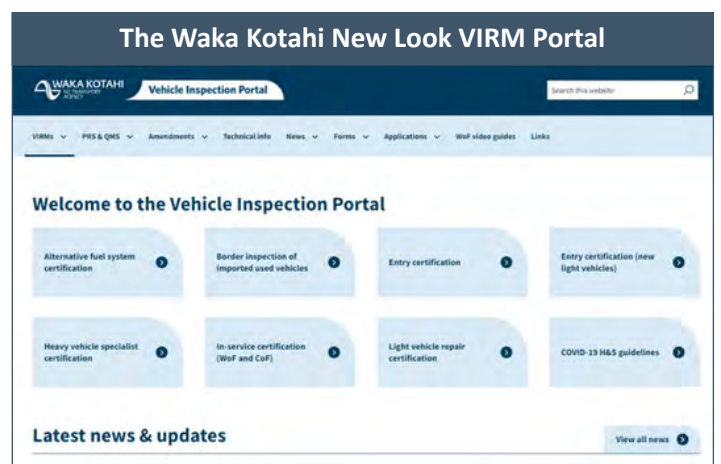 The Waka Kotahi New Look VIRM Portal
WAKA KOTAHI
NZ TRANSPORT
AGENCY
Vehicle Inspection Portal
Search this website
VIRMs
PRS & QMS
Amendments
Technical info
News
Forms
Applications
WoF video guides
Links
Welcome to the Vehicle Inspection Portal
Alternative fuel system
certification
Border inspection of
imported used vehicles
Entry certification
Entry certification (new
light vehicles)
Heavy vehicle specialist
certification
In-service certification
(WoF and CoF)
Light vehicle repair
certification
COVID-19 H&S guidelines
Latest news & updates
View all news